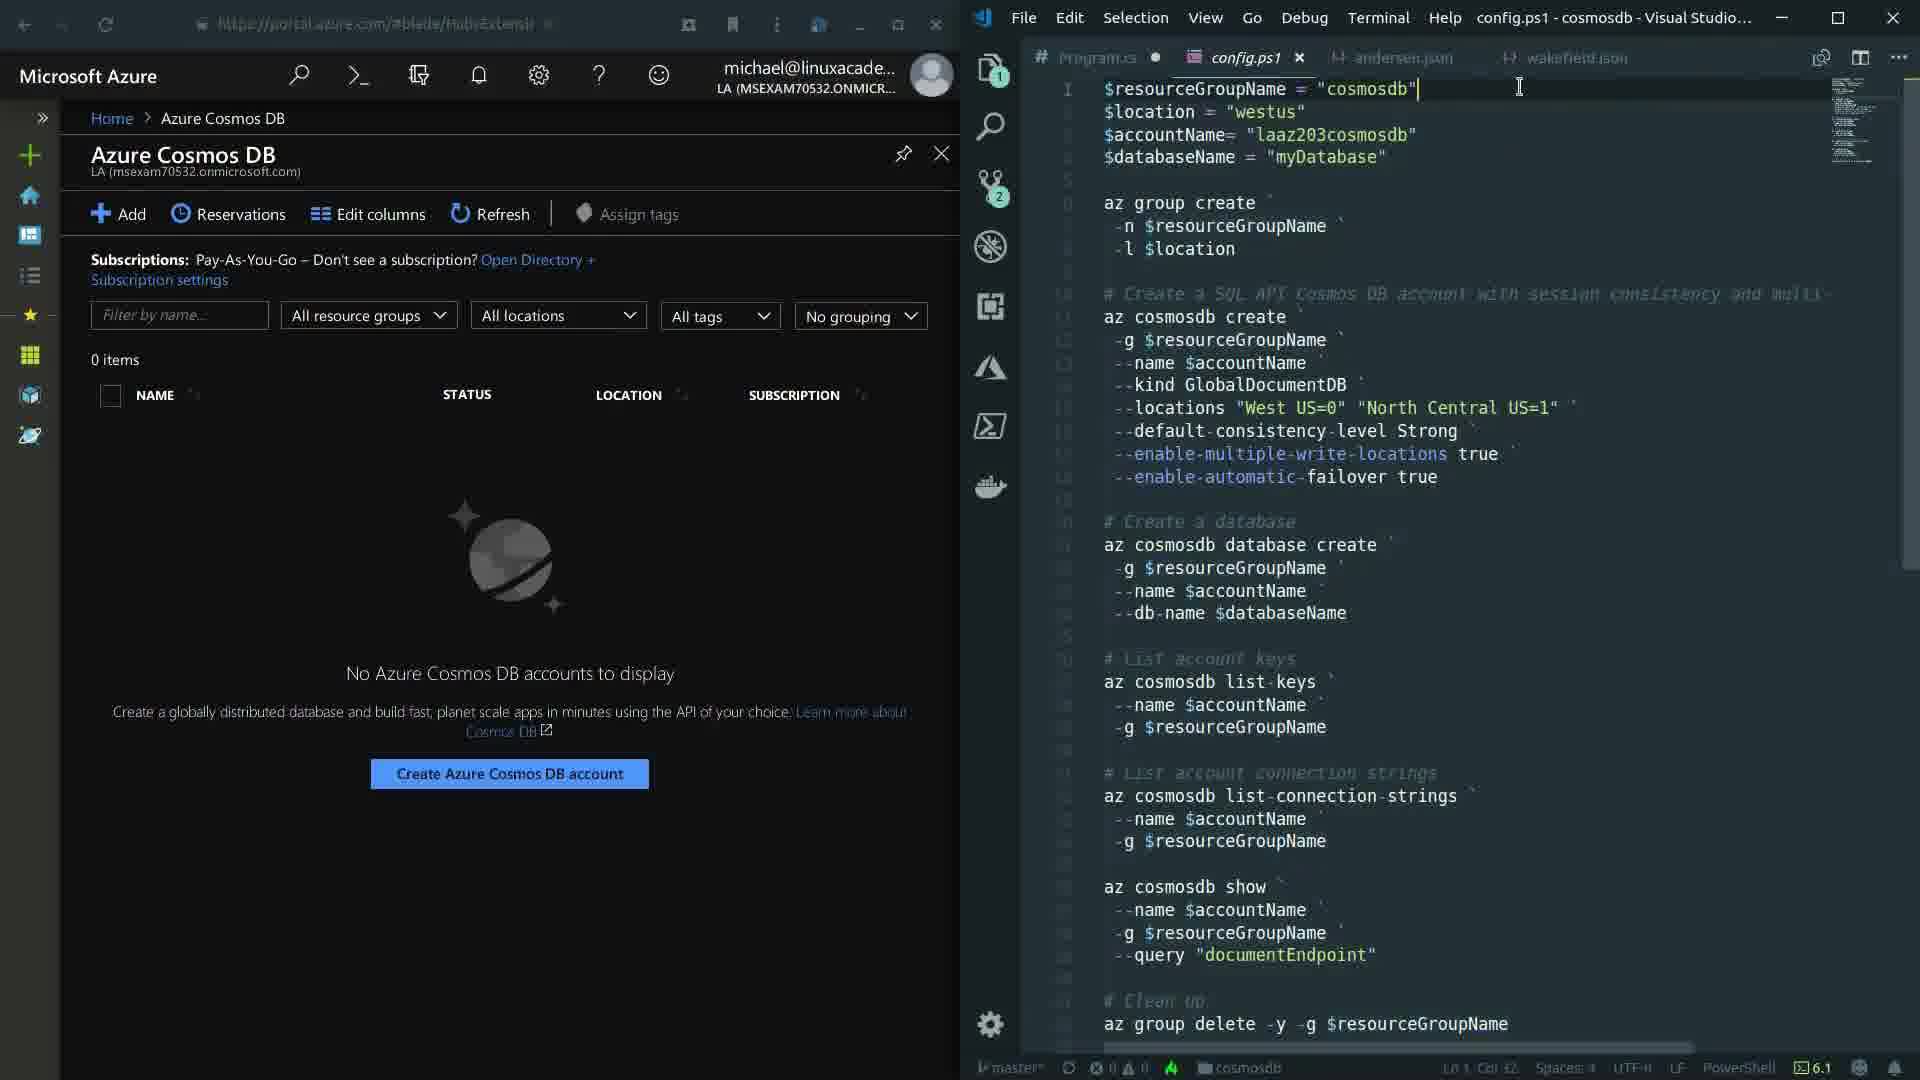 https://portal.azure.com/#blade/HubsExtensi
Microsoft Azure
michael@linuxacade...
LA (MSEXAM70532.ONMICR...
Home > Azure Cosmos DB
Azure Cosmos DB
LA (msexam70532.onmicrosoft.com)
Add Reservations Edit columns Refresh Assign tags
Subscriptions: Pay-As-You-Go – Don't see a subscription? Open Directory +
Subscription settings
Filter by name... All resource groups All locations All tags No grouping
0 items
NAME STATUS LOCATION SUBSCRIPTION
No Azure Cosmos DB accounts to display
Create a globally distributed database and build fast, planet scale apps in minutes using the API of your choice. Learn more about
Cosmos DB
Create Azure Cosmos DB account
File Edit Selection View Go Debug Terminal Help config.ps1 - cosmosdb - Visual Studio...
Program.cs config.ps1 andersen.json wakefield.json
1
2
$resourceGroupName = "cosmosdb"
$location = "westus"
$accountName= "laaz203cosmosdb"
$databaseName = "myDatabase"
az group create `
-n $resourceGroupName `
-l $location
# Create a SQL API Cosmos DB account with session consistency and multi-
az cosmosdb create `
-g $resourceGroupName `
--name $accountName `
--kind GlobalDocumentDB `
--locations "West US=0" "North Central US=1" `
--default-consistency-level Strong `
--enable-multiple-write-locations true `
--enable-automatic-failover true
# Create a database
az cosmosdb database create `
-g $resourceGroupName `
--name $accountName `
--db-name $databaseName
# List account keys
az cosmosdb list-keys `
--name $accountName `
-g $resourceGroupName
# List account connection strings
az cosmosdb list-connection-strings `
--name $accountName `
-g $resourceGroupName
az cosmosdb show `
--name $accountName `
-g $resourceGroupName `
--query "documentEndpoint"
# Clean up
az group delete -y -g $resourceGroupName
master* 0 0 cosmosdb Ln 1, Col 32 Spaces: 4 UTF-8 LF PowerShell 6.1